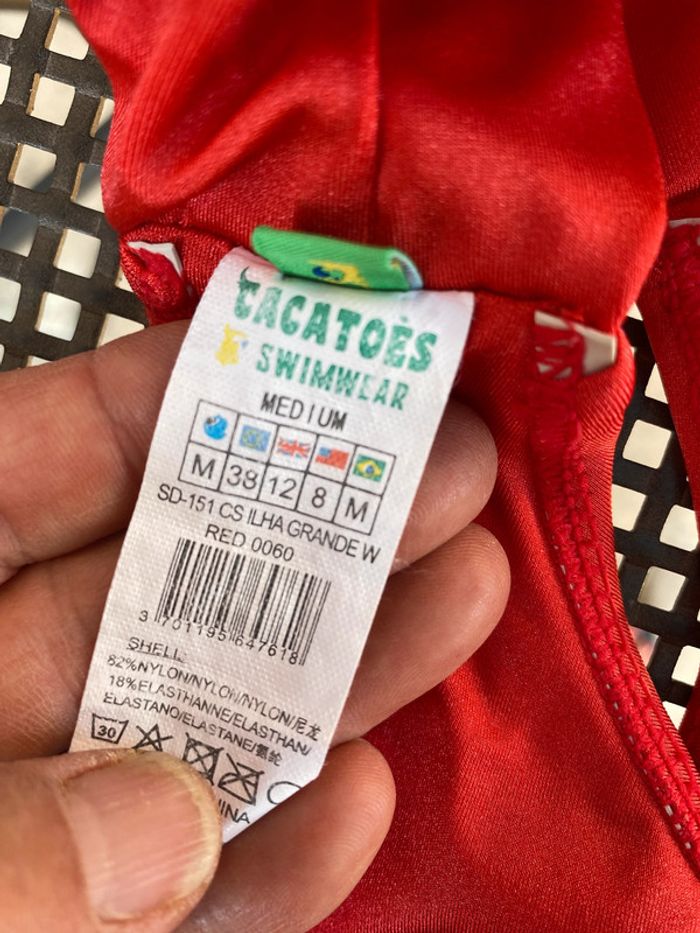 CACATOÈS
SWIMWEAR
MEDIUM
M 38 12 8 M
SD-151 CS ILHA GRANDE W
RED 0060
3 701195 647618
SHELL:
82%NYLON/NYLON/NYLON/尼龙
18%ELASTHANNE/ELASTHAN/
ELASTANO/ELASTANE/氨纶
30